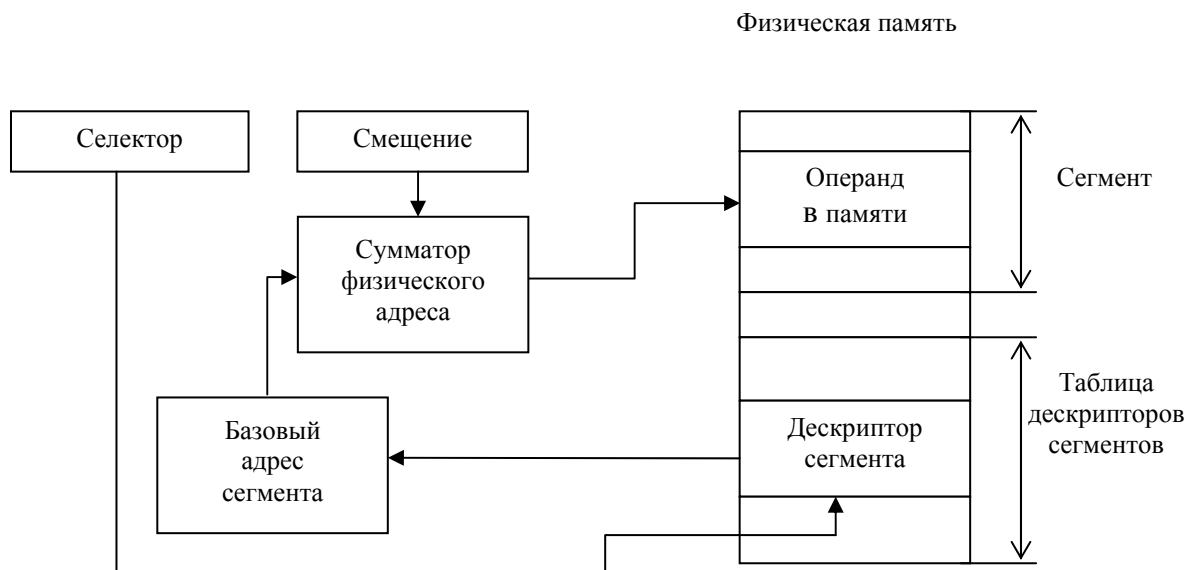 Физическая память
Селектор
Смещение
Операнд
в памяти
Сегмент
Сумматор
физического
адреса
Таблица
дескрипторов
сегментов
Базовый
адрес
сегмента
Дескриптор
сегмента